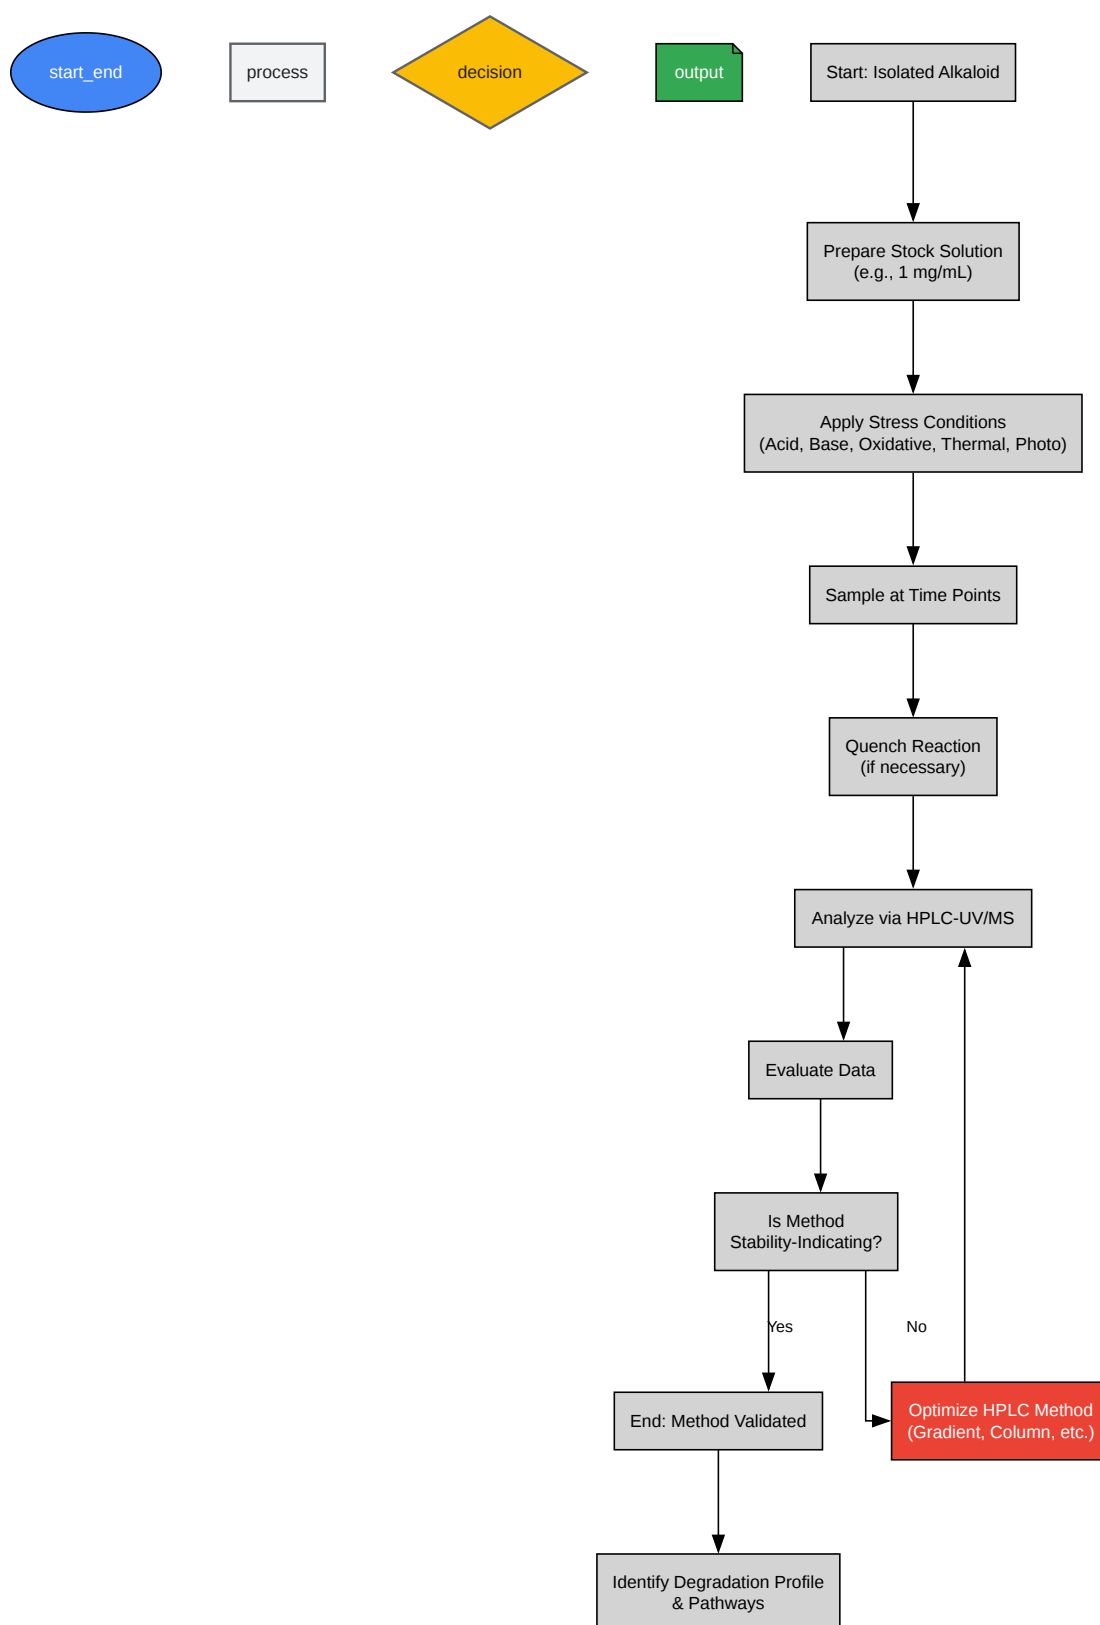 start_end
process
decision
output
Start: Isolated Alkaloid
Prepare Stock Solution
(e.g., 1 mg/mL)
Apply Stress Conditions
(Acid, Base, Oxidative, Thermal, Photo)
Sample at Time Points
Quench Reaction
(if necessary)
Analyze via HPLC-UV/MS
Evaluate Data
Is Method
Stability-Indicating?
Yes
No
End: Method Validated
Optimize HPLC Method
(Gradient, Column, etc.)
Identify Degradation Profile
& Pathways